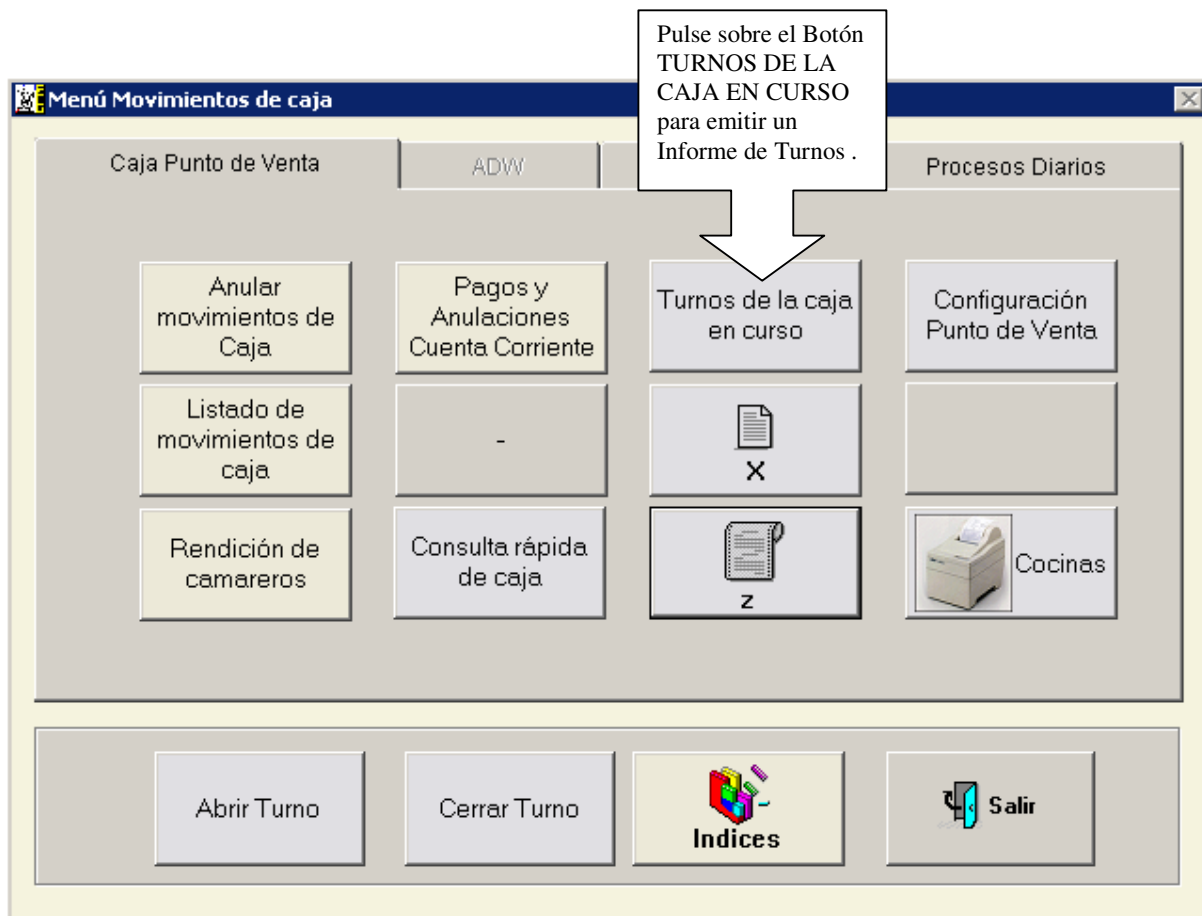 Pulse sobre el Botón
TURNOS DE LA
CAJA EN CURSO
para emitir un
Informe de Turnos .
Menú Movimientos de caja
Caja Punto de Venta
ADW
Procesos Diarios
Anular
movimientos de
Caja
Pagos y
Anulaciones
Cuenta Corriente
Turnos de la caja
en curso
Configuración
Punto de Venta
Listado de
movimientos de
caja
-
X
Rendición de
camareros
Consulta rápida
de caja
Z
Cocinas
Abrir Turno
Cerrar Turno
Indices
Salir